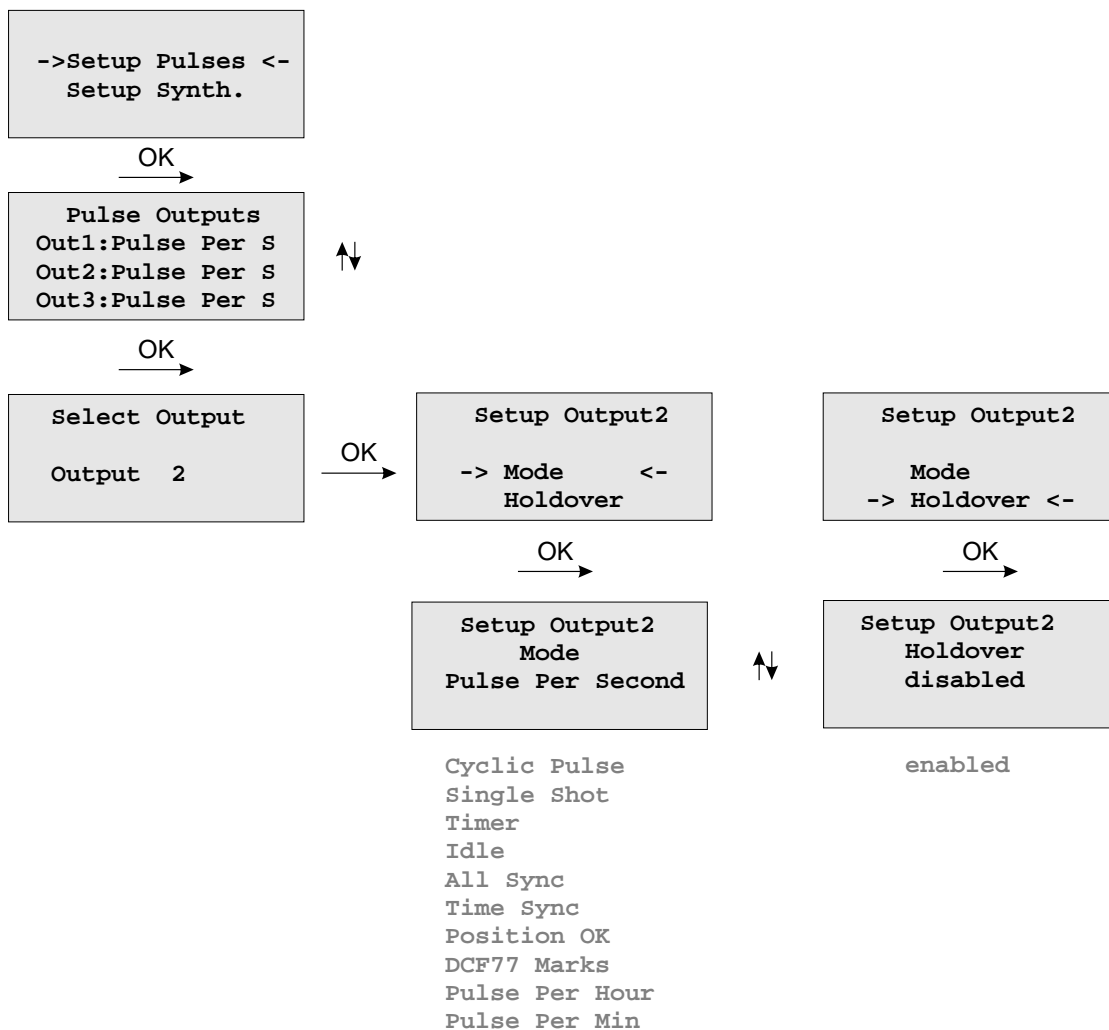 ->Setup Pulses <-
Setup Synth.
OK
Pulse Outputs
Out1:Pulse Per S
Out2:Pulse Per S
Out3:Pulse Per S
OK
Select Output
Output 2
OK
Setup Output2
-> Mode <-
Holdover
OK
Setup Output2
Mode
Pulse Per Second
Cyclic Pulse
Single Shot
Timer
Idle
All Sync
Time Sync
Position OK
DCF77 Marks
Pulse Per Hour
Pulse Per Min
Setup Output2
Mode
-> Holdover <-
OK
Setup Output2
Holdover
disabled
enabled